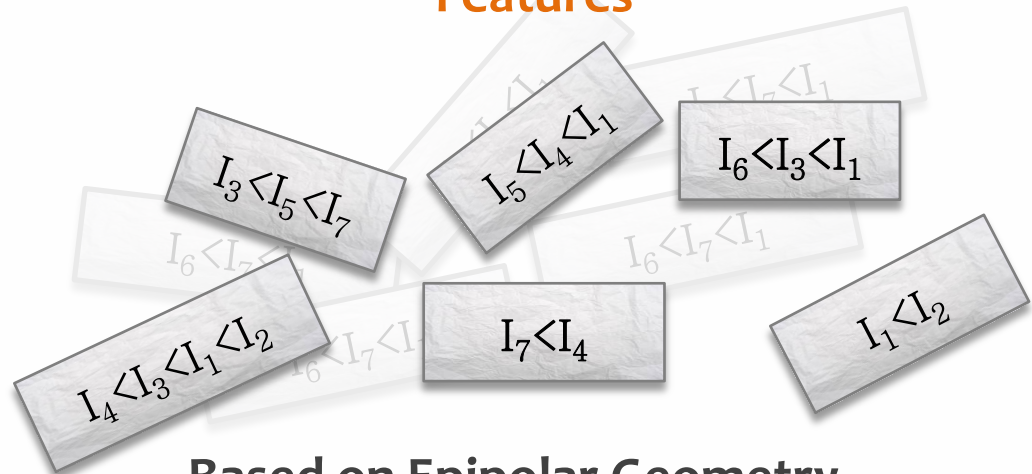 Features
I₃<I₅<I₇
I₅<I₄<I₁
I₆<I₃<I₁
I₆<I₇<I₁
I₄<I₃<I₁<I₂
I₇<I₄
I₁<I₂
Based on Epipolar Geometry